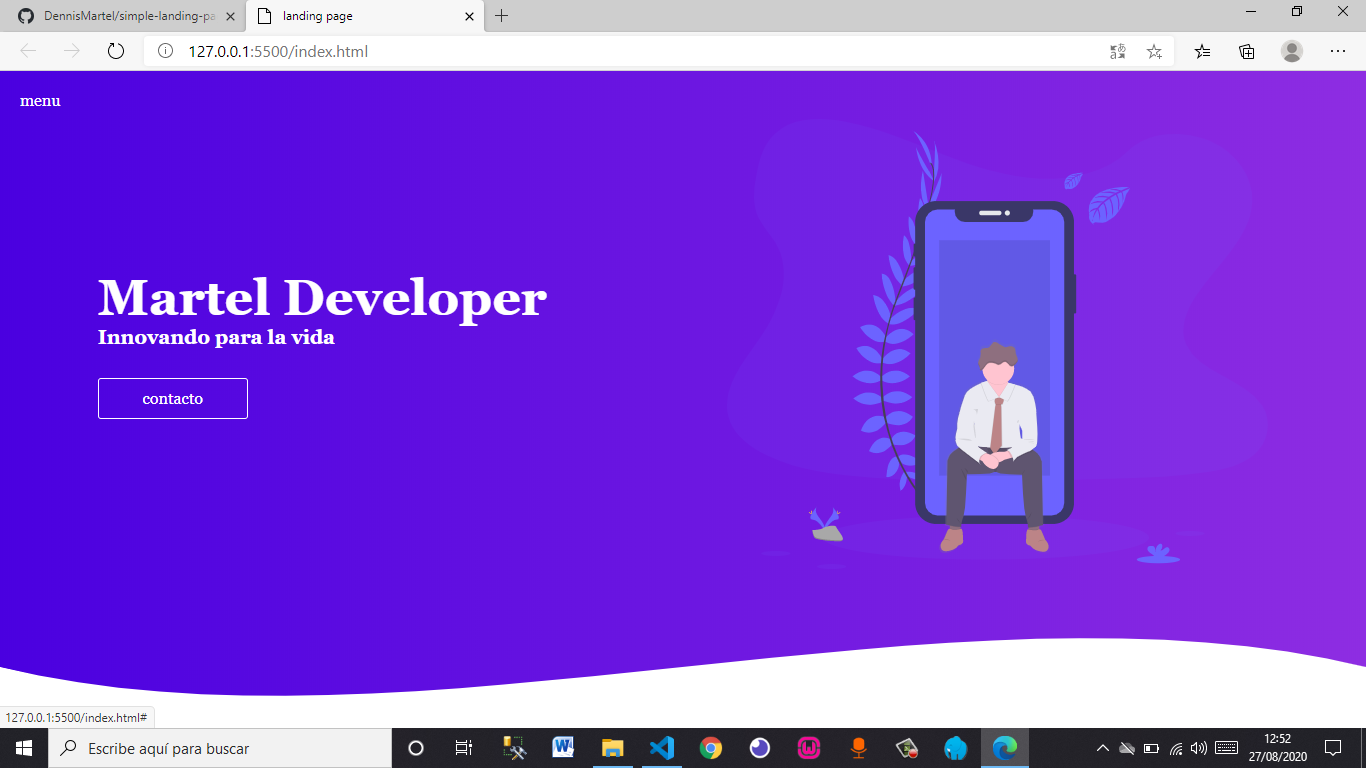 DennisMartel/simple-landing-pa
landing page
127.0.0.1:5500/index.html
menu
Martel Developer
Innovando para la vida
contacto
127.0.0.1:5500/index.html#
Escribe aquí para buscar
12:52
27/08/2020